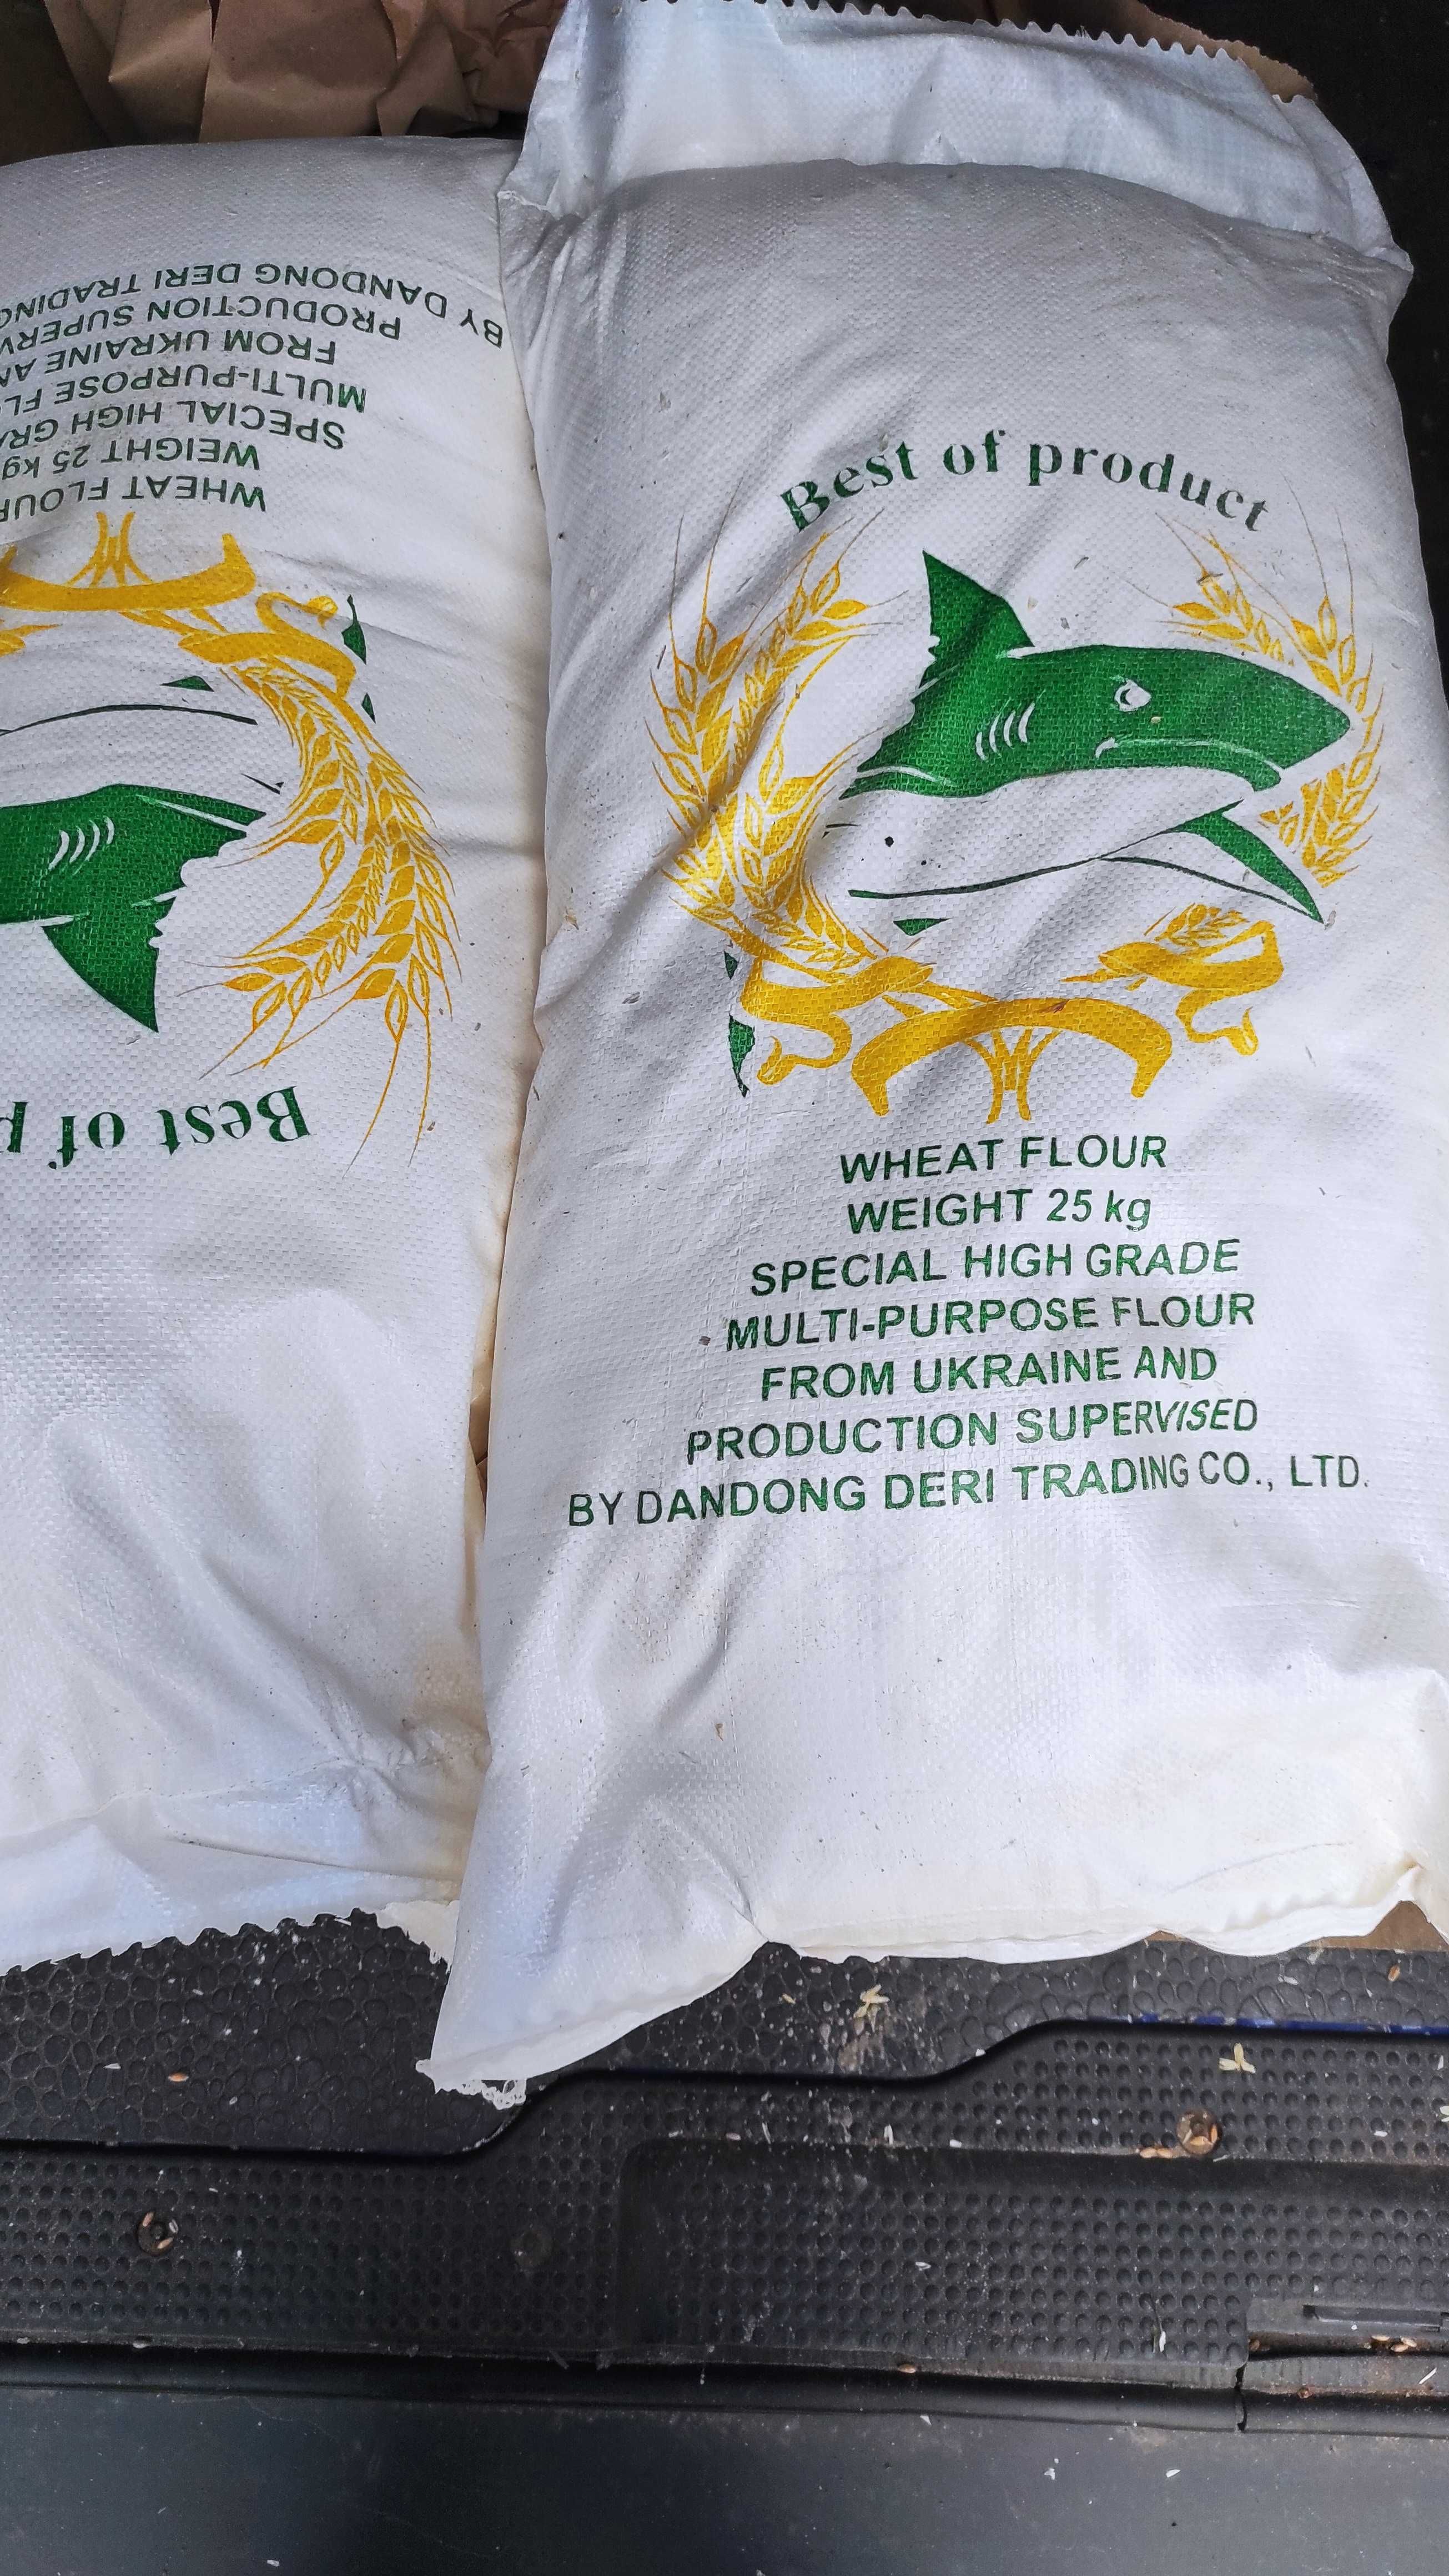 BY DANDONG DERI TRADING
PRODUCTION
FROM UKRAINE
MULTI-PURPOSE
SPECIAL HIGH
WEIGHT 25 kg
WHEAT FLOUR
Best of
Best of product
WHEAT FLOUR
WEIGHT 25 kg
SPECIAL HIGH GRADE
MULTI-PURPOSE FLOUR
FROM UKRAINE AND
PRODUCTION SUPERVISED
BY DANDONG DERI TRADING CO., LTD.